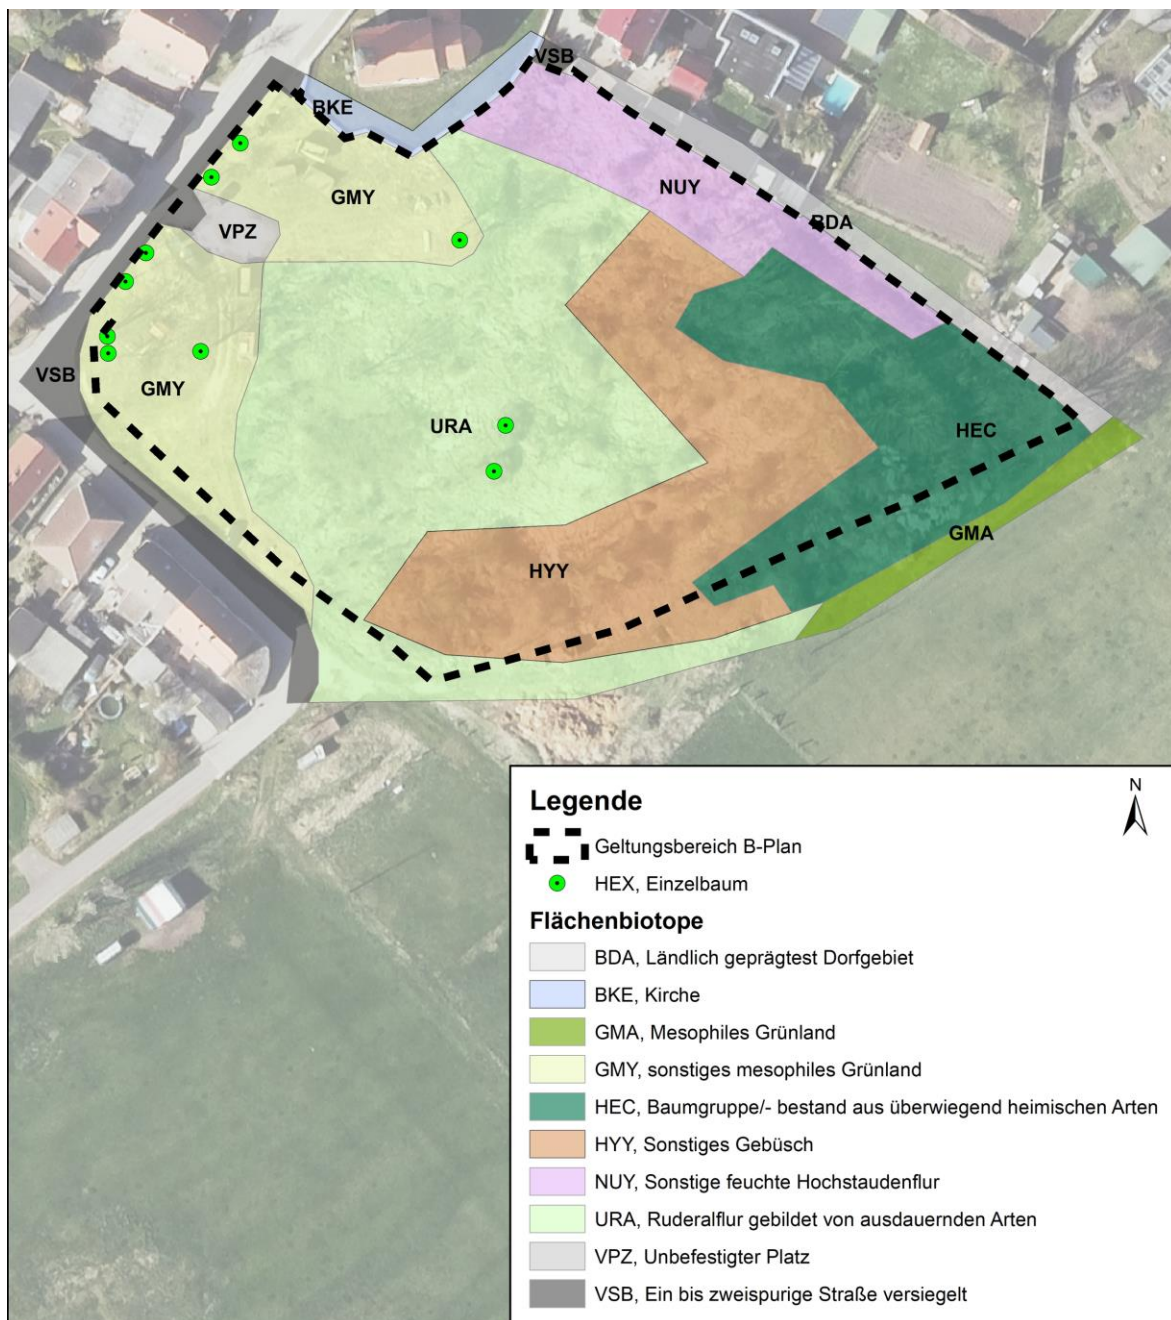 VSB
BKE
NUY
GMY
BDA
VPZ
VSB
GMY
URA
HEC
GMA
HYY
Legende
N
Geltungsbereich B-Plan
HEX, Einzelbaum
Flächenbiotope
BDA, Ländlich geprägtest Dorfgebiet
BKE, Kirche
GMA, Mesophiles Grünland
GMY, sonstiges mesophiles Grünland
HEC, Baumgruppe/- bestand aus überwiegend heimischen Arten
HYY, Sonstiges Gebüsch
NUY, Sonstige feuchte Hochstaudenflur
URA, Ruderalflur gebildet von ausdauernden Arten
VPZ, Unbefestigter Platz
VSB, Ein bis zweispurige Straße versiegelt